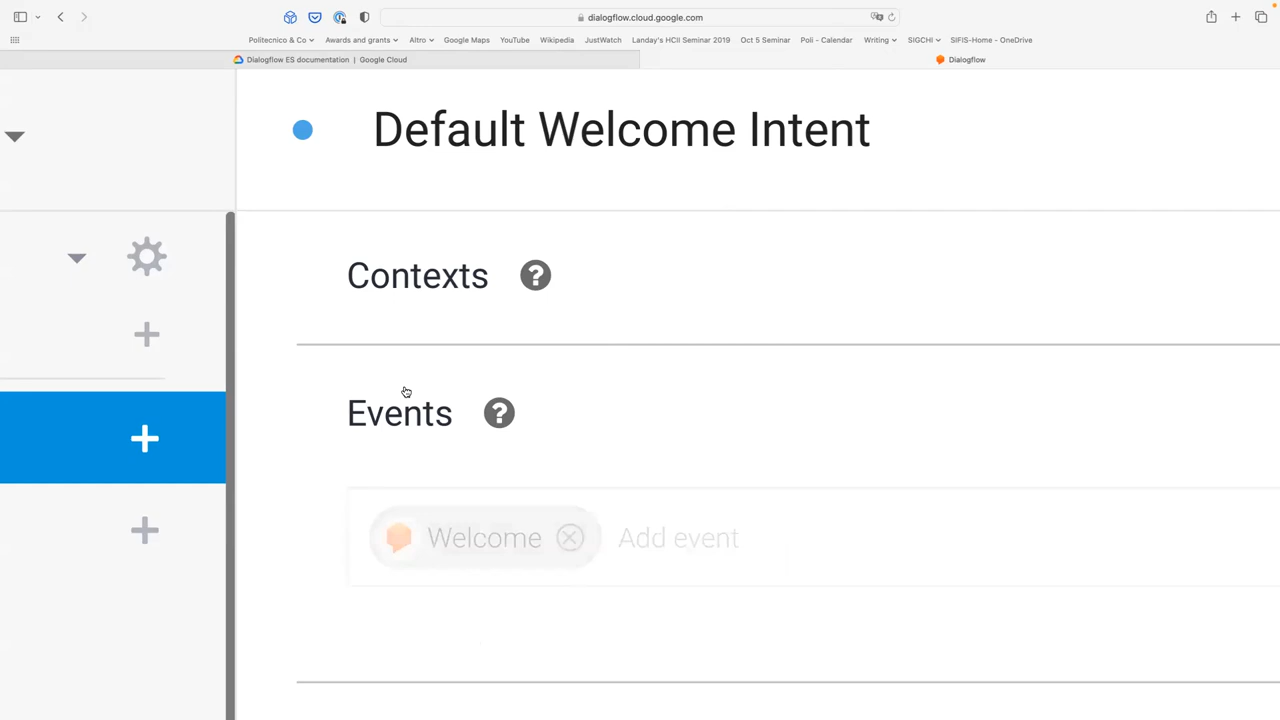 dialogflow.cloud.google.com
Politecnico & Co Awards and grants Altro Google Maps YouTube Wikipedia JustWatch Landay's HCII Seminar 2019 Oct 5 Seminar Poli - Calendar Writing SIGCHI SIFIS-Home - OneDrive
Dialogflow ES documentation | Google Cloud Dialogflow
Default Welcome Intent
Contexts ?
Events ?
Welcome Add event